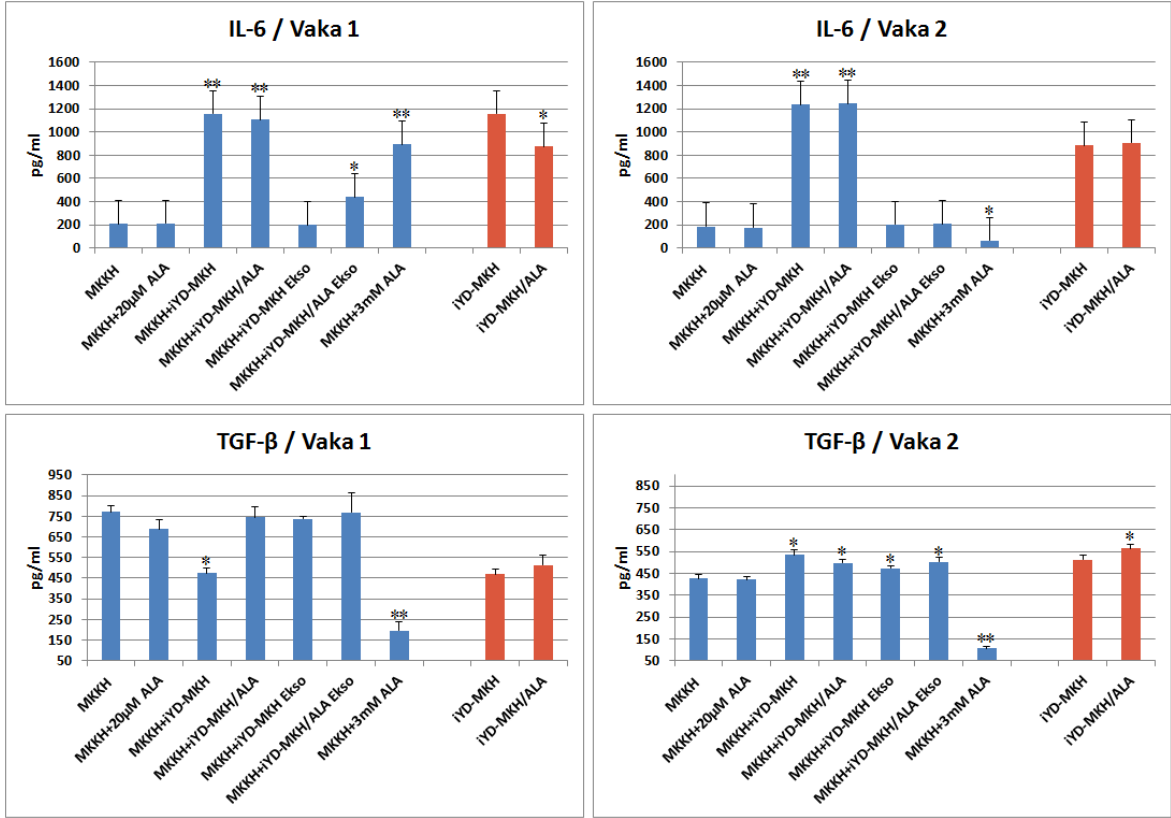 IL-6 / Vaka 1
pg/ml
1600
1400
1200
1000
800
600
400
200
0
** ** * ** *
MKKH
MKKH+20µM ALA
MKKH+iYD-MKH
MKKH+iYD-MKH/ALA
MKKH+iYD-MKH Ekso
MKKH+iYD-MKH/ALA Ekso
MKKH+3mM ALA
iYD-MKH
iYD-MKH/ALA
IL-6 / Vaka 2
pg/ml
1600
1400
1200
1000
800
600
400
200
0
** ** *
MKKH
MKKH+20µM ALA
MKKH+iYD-MKH
MKKH+iYD-MKH/ALA
MKKH+iYD-MKH Ekso
MKKH+iYD-MKH/ALA Ekso
MKKH+3mM ALA
iYD-MKH
iYD-MKH/ALA
TGF-β / Vaka 1
pg/ml
950
850
750
650
550
450
350
250
150
50
* **
MKKH
MKKH+20µM ALA
MKKH+iYD-MKH
MKKH+iYD-MKH/ALA
MKKH+iYD-MKH Ekso
MKKH+iYD-MKH/ALA Ekso
MKKH+3mM ALA
iYD-MKH
iYD-MKH/ALA
TGF-β / Vaka 2
pg/ml
850
750
650
550
450
350
250
150
50
* * * * ** *
MKKH
MKKH+20µM ALA
MKKH+iYD-MKH
MKKH+iYD-MKH/ALA
MKKH+iYD-MKH Ekso
MKKH+iYD-MKH/ALA Ekso
MKKH+3mM ALA
iYD-MKH
iYD-MKH/ALA